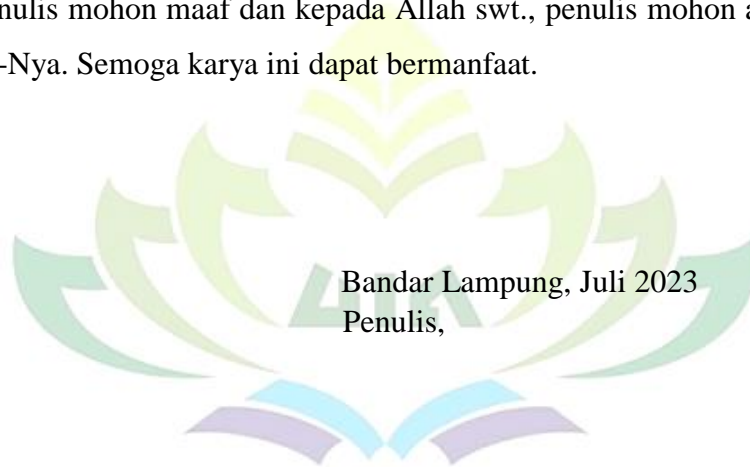 nulis mohon maaf dan kepada Allah swt., penulis mohon a
-Nya. Semoga karya ini dapat bermanfaat.
Bandar Lampung, Juli 2023
Penulis,